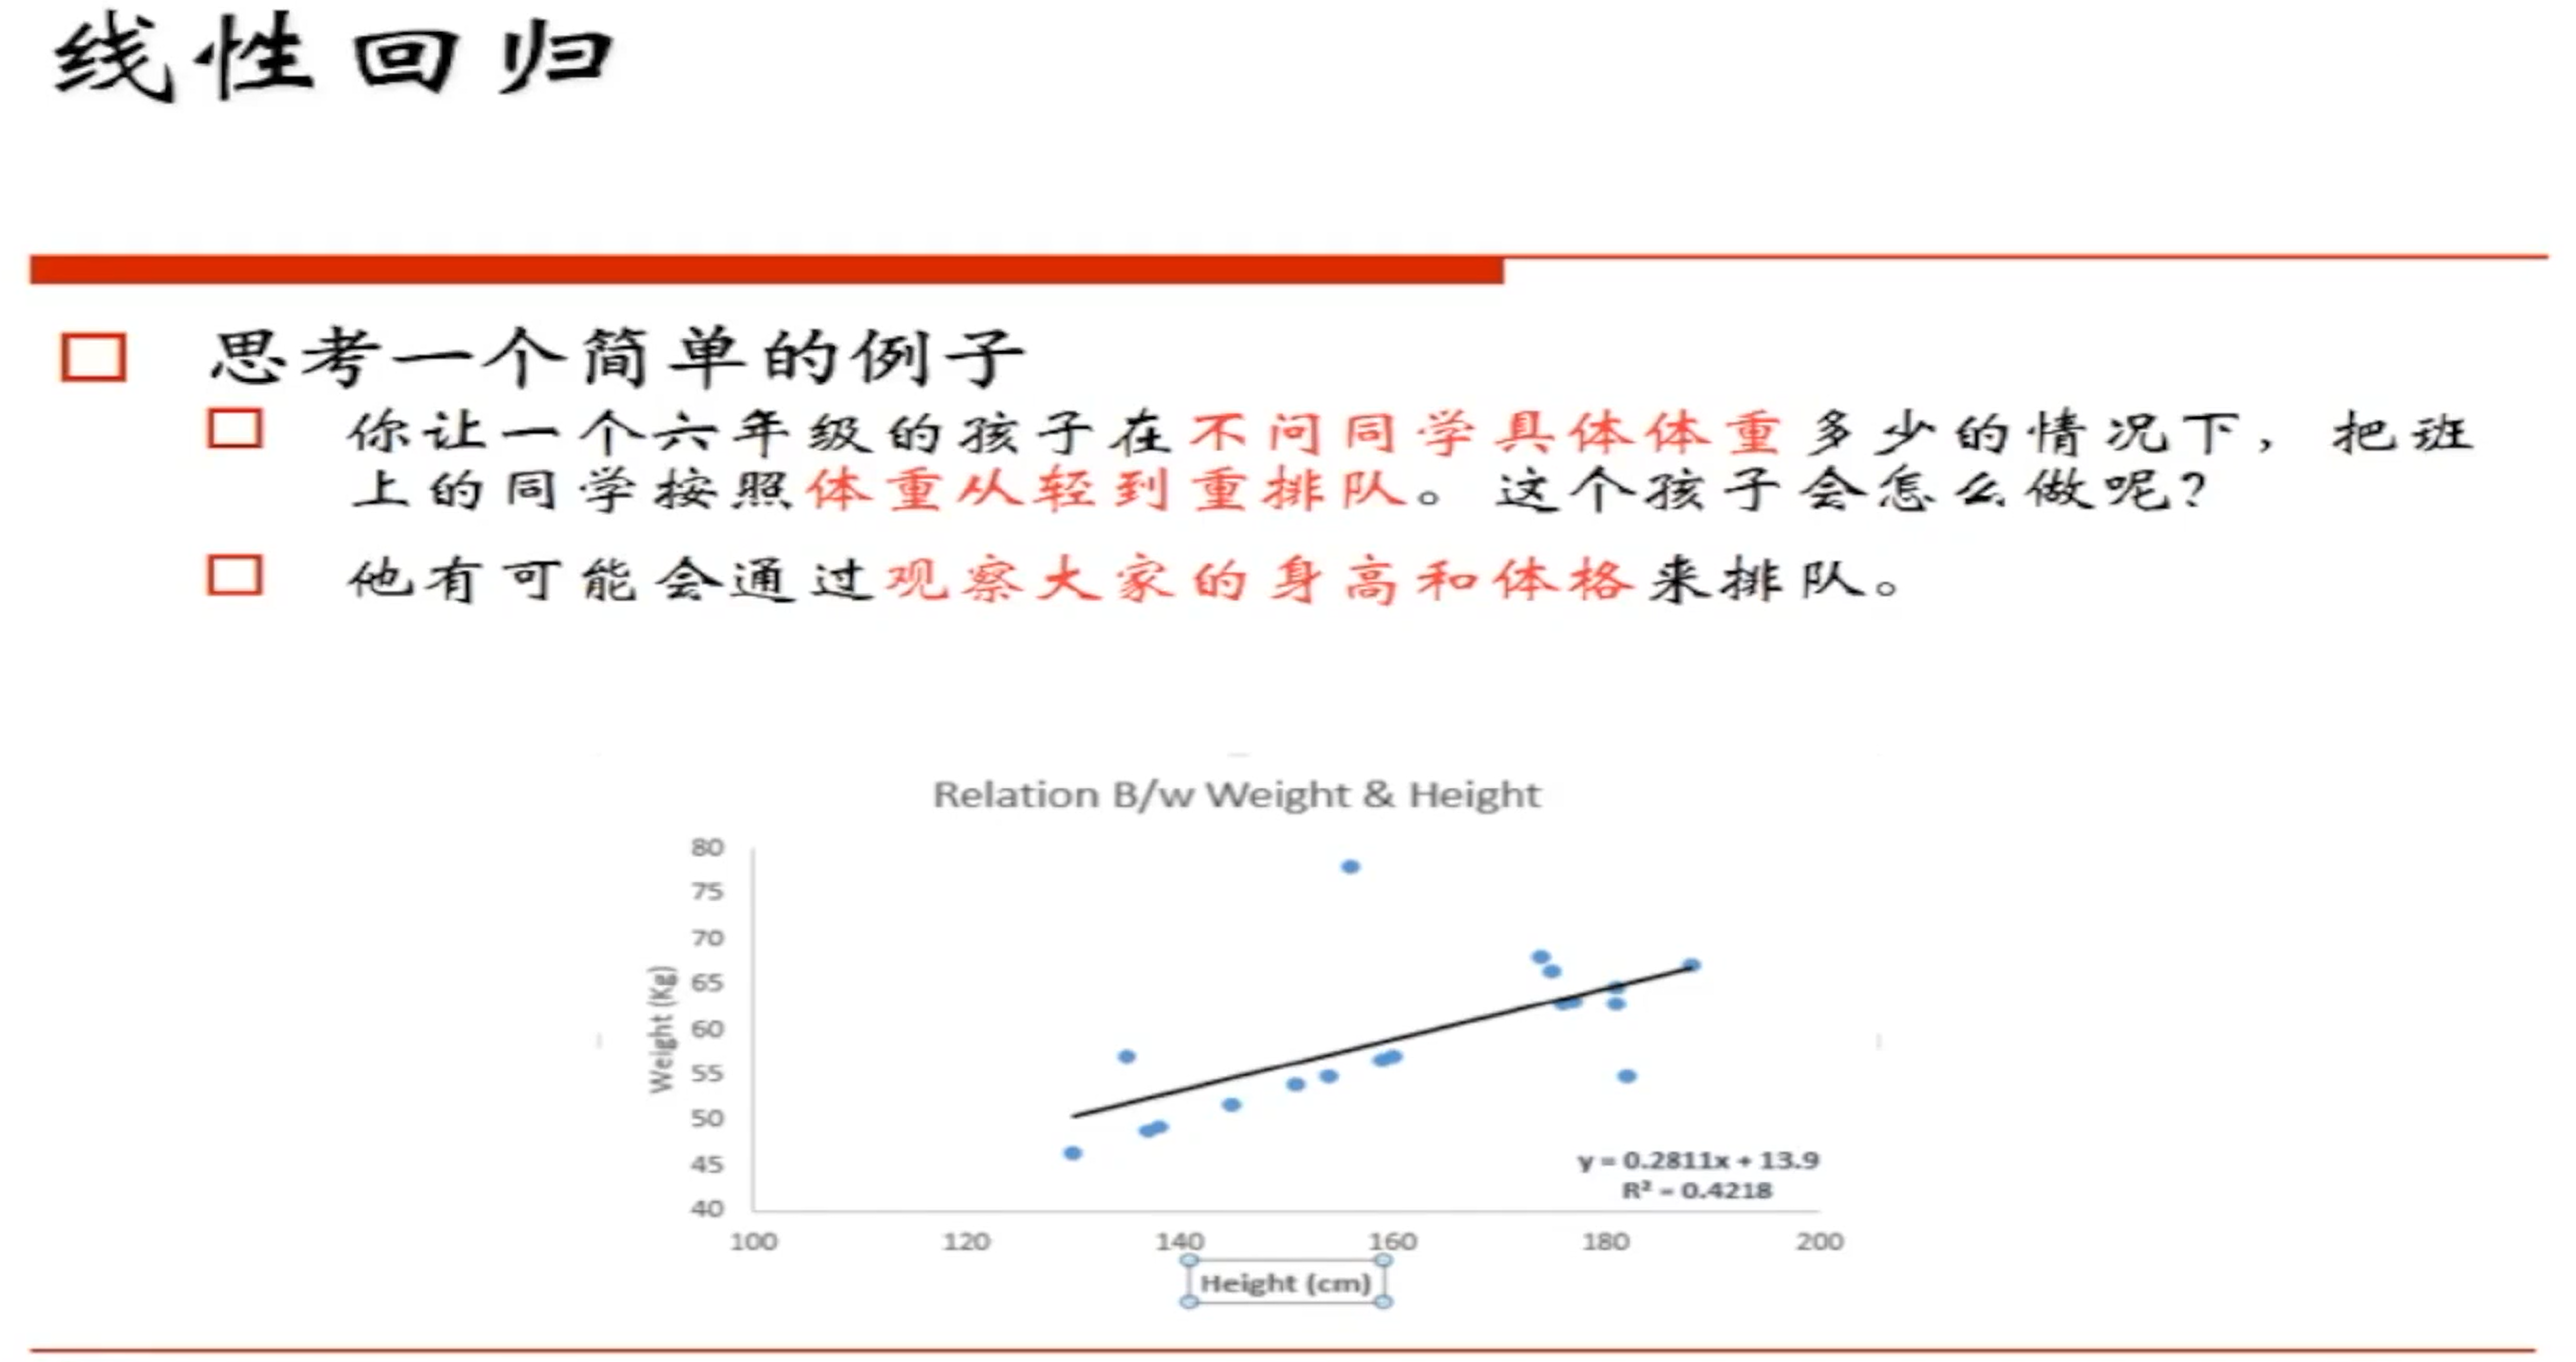 线性回归
思考一个简单的例子
你让一个六年级的孩子在不问同学具体体重多少的情况下，把班
上的同学按照体重从轻到重排队。这个孩子会怎么做呢？
他有可能会通过观察大家的身高和体格来排队。
Relation B/w Weight & Height
80
75
70
65
60
55
50
45
40
Weight (Kg)
y = 0.2811x + 13.9
R² = 0.4218
100 120 140 160 180 200
Height (cm)